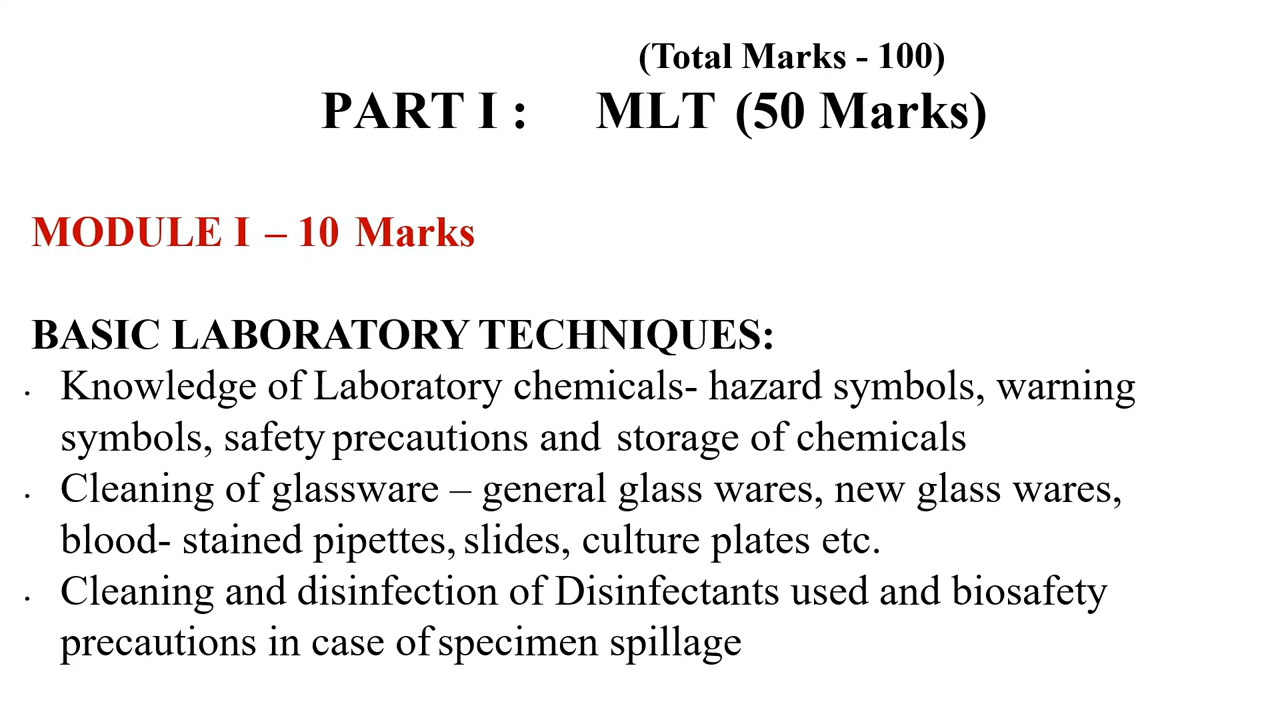 (Total Marks - 100)
PART I : MLT (50 Marks)
MODULE I – 10 Marks
BASIC LABORATORY TECHNIQUES:
• Knowledge of Laboratory chemicals- hazard symbols, warning
symbols, safety precautions and storage of chemicals
• Cleaning of glassware – general glass wares, new glass wares,
blood- stained pipettes, slides, culture plates etc.
• Cleaning and disinfection of Disinfectants used and biosafety
precautions in case of specimen spillage